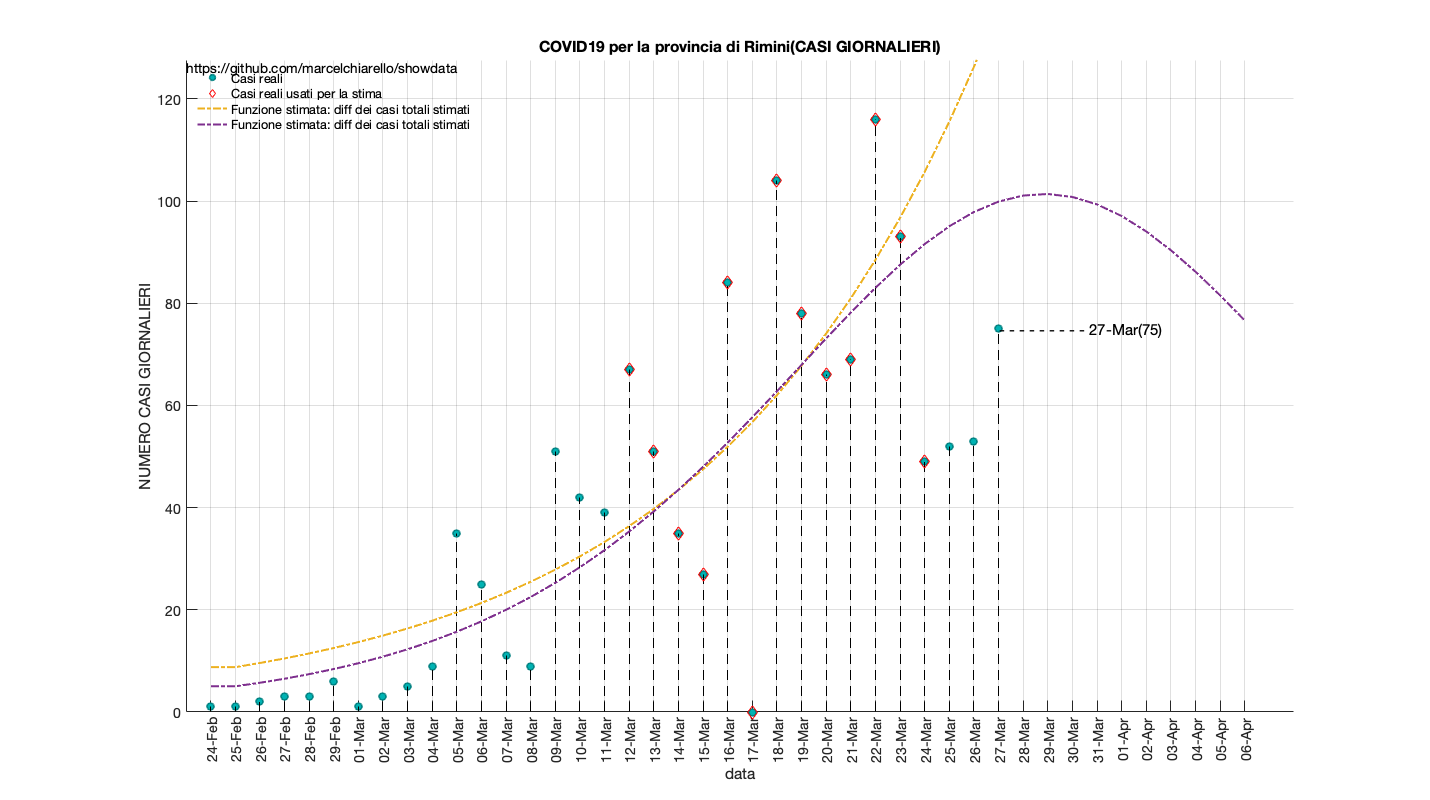 COVID19 per la provincia di Rimini(CASI GIORNALIERI)
https://github.com/marcelchiarello/showdata
Casi reali
Casi reali usati per la stima
Funzione stimata: diff dei casi totali stimati
Funzione stimata: diff dei casi totali stimati
120
100
80
60
40
20
0
NUMERO CASI GIORNALIERI
27-Mar(75)
24-Feb
25-Feb
26-Feb
27-Feb
28-Feb
29-Feb
01-Mar
02-Mar
03-Mar
04-Mar
05-Mar
06-Mar
07-Mar
08-Mar
09-Mar
10-Mar
11-Mar
12-Mar
13-Mar
14-Mar
15-Mar
16-Mar
17-Mar
18-Mar
19-Mar
20-Mar
21-Mar
22-Mar
23-Mar
24-Mar
25-Mar
26-Mar
27-Mar
28-Mar
29-Mar
30-Mar
31-Mar
01-Apr
02-Apr
03-Apr
04-Apr
05-Apr
06-Apr
data